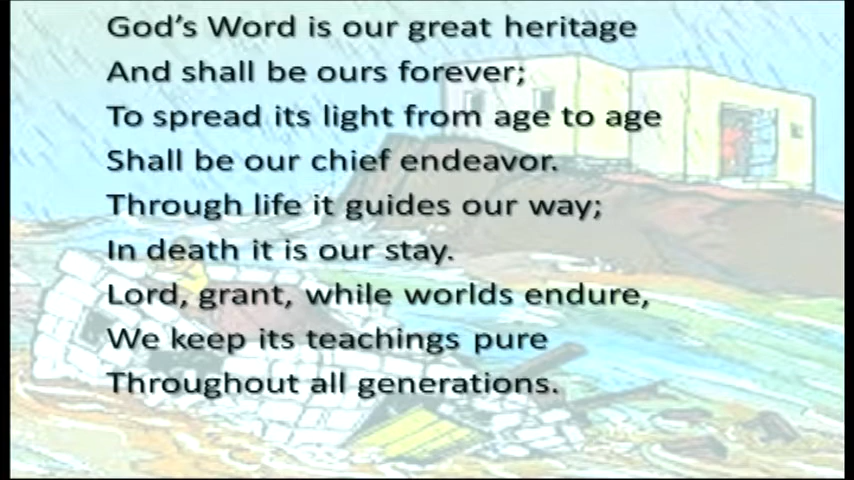 God's Word is our great heritage
And shall be ours forever;
To spread its light from age to age
Shall be our chief endeavor.
Through life it guides our way;
In death it is our stay.
Lord, grant, while worlds endure,
We keep its teachings pure
Throughout all generations.